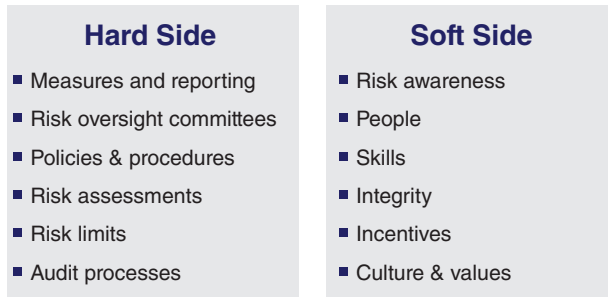 Hard Side
Measures and reporting
Risk oversight committees
Policies & procedures
Risk assessments
Risk limits
Audit processes
Soft Side
Risk awareness
People
Skills
Integrity
Incentives
Culture & values